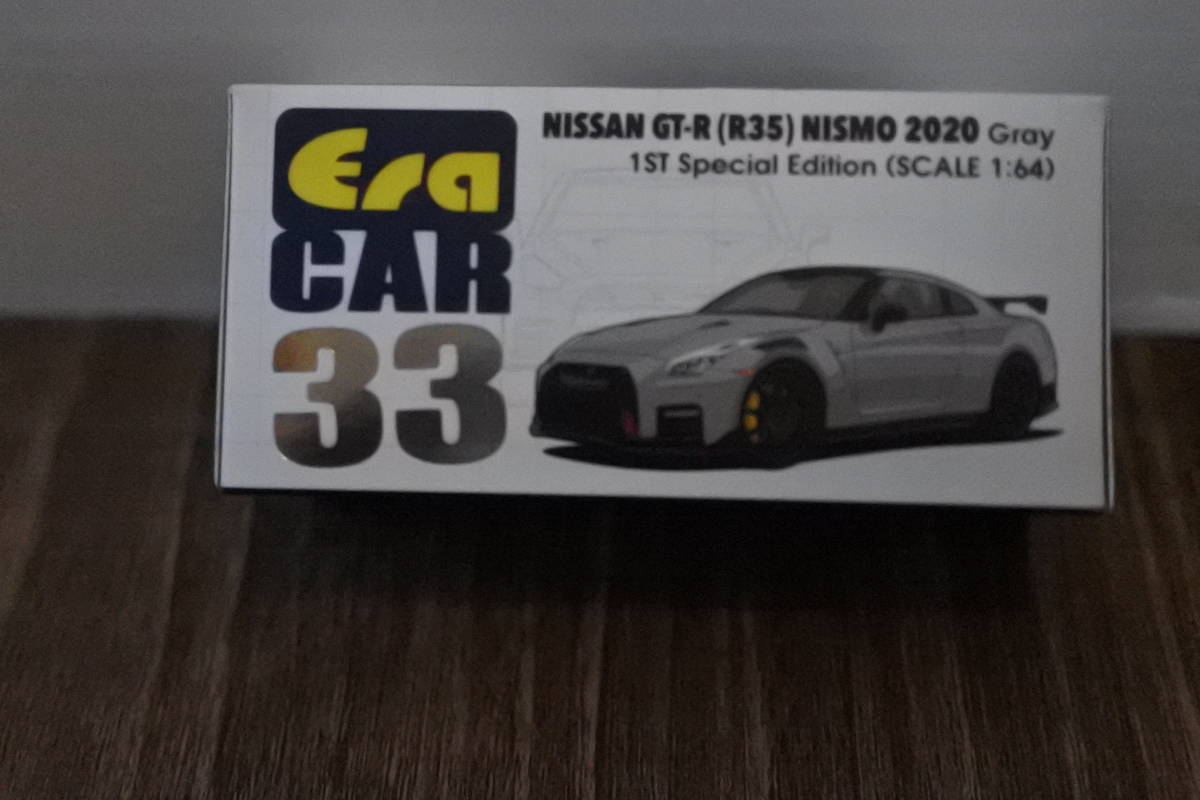 Era
CAR
33
NISSAN GT-R (R35) NISMO 2020 Gray
1ST Special Edition (SCALE 1:64)